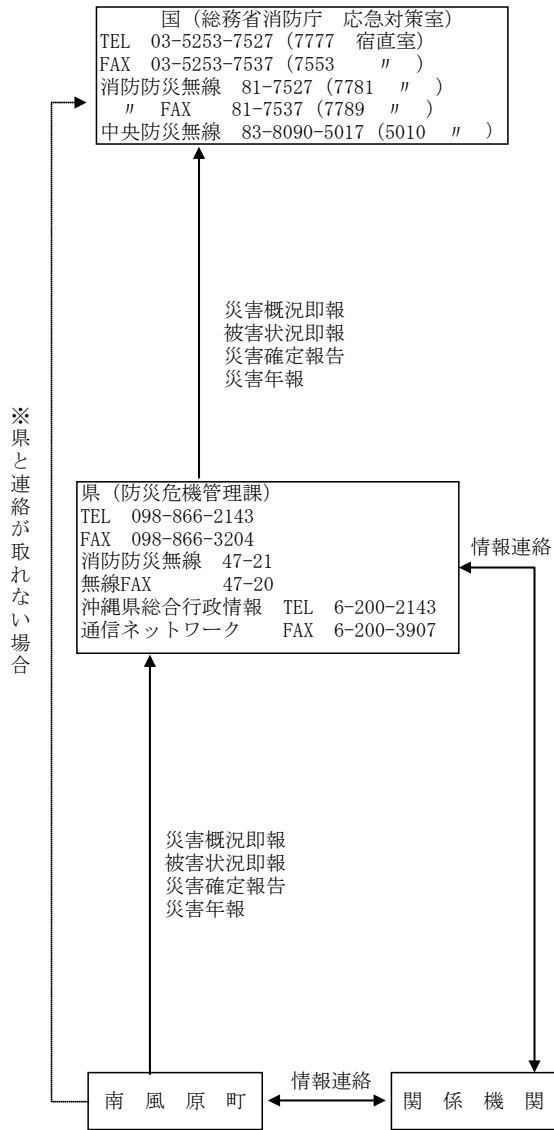 国（総務省消防庁　応急対策室）
TEL　03-5253-7527（7777　宿直室）
FAX　03-5253-7537（7553　　〃　）
消防防災無線　81-7527（7781　〃　）
〃　FAX　　81-7537（7789　〃　）
中央防災無線　83-8090-5017（5010　〃　）
災害概況即報
被害状況即報
災害確定報告
災害年報
※県と連絡が取れない場合
県（防災危機管理課）
TEL　098-866-2143
FAX　098-866-3204
消防防災無線　47-21
無線FAX　　　47-20
沖縄県総合行政情報　TEL　6-200-2143
通信ネットワーク　　FAX　6-200-3907
情報連絡
災害概況即報
被害状況即報
災害確定報告
災害年報
南　風　原　町
情報連絡
関　係　機　関